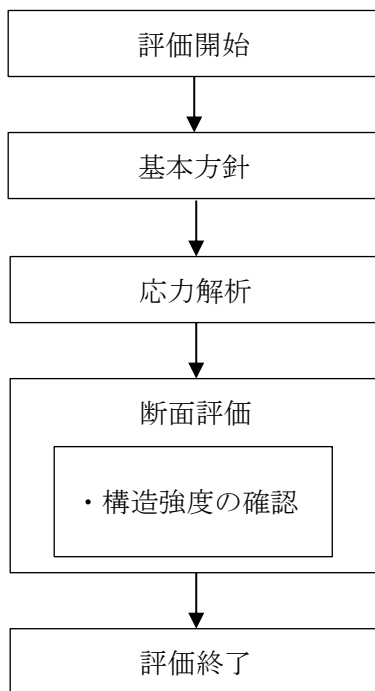 評価開始
基本方針
応力解析
断面評価
・構造強度の確認
評価終了